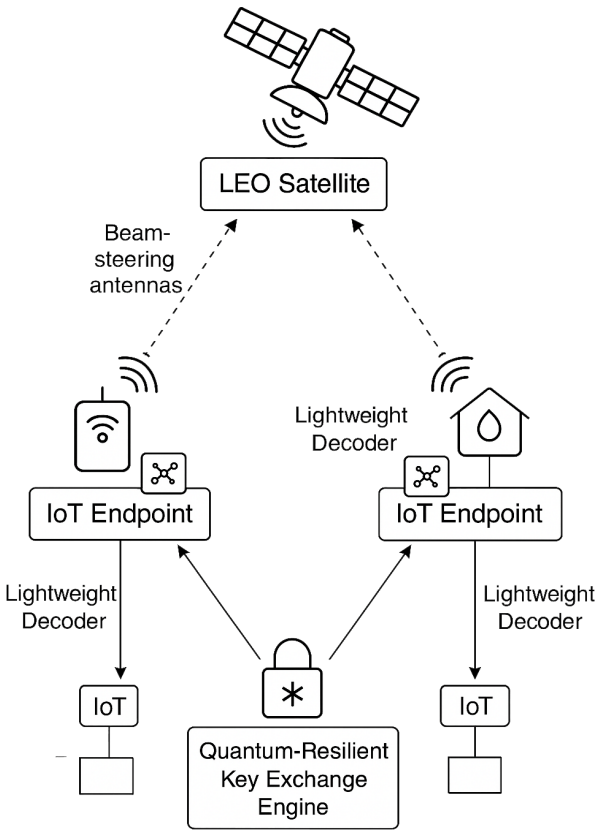 LEO Satellite
Beam-
steering
antennas
Lightweight
Decoder
IoT Endpoint
IoT Endpoint
Lightweight
Decoder
Lightweight
Decoder
IoT
IoT
Quantum-Resilient
Key Exchange
Engine